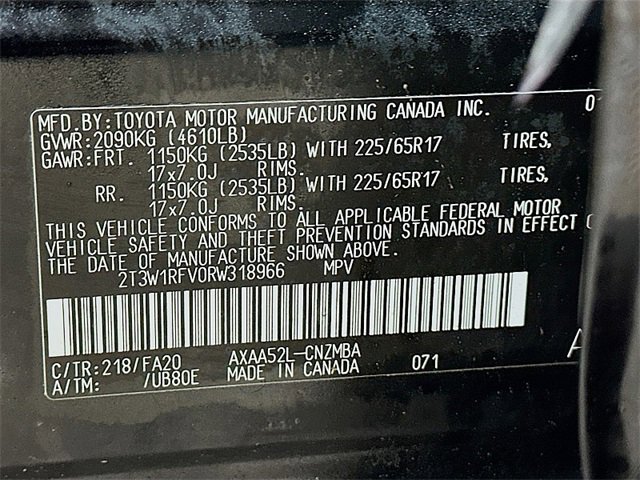 MFD.BY:TOYOTA MOTOR MANUFACTURING CANADA INC. 0
GVWR:2090KG (4610LB)
GAWR:FRT. 1150KG (2535LB) WITH 225/65R17 TIRES,
17x7.0J RIMS.
RR. 1150KG (2535LB) WITH 225/65R17 TIRES,
17x7.0J RIMS.
THIS VEHICLE CONFORMS TO ALL APPLICABLE FEDERAL MOTOR
VEHICLE SAFETY AND THEFT PREVENTION STANDARDS IN EFFECT O
THE DATE OF MANUFACTURE SHOWN ABOVE.
2T3W1RFV0RW318966 MPV
C/TR:218/FA20 AXAA52L-CNZMBA
A/TM: /UB80E MADE IN CANADA 071 A